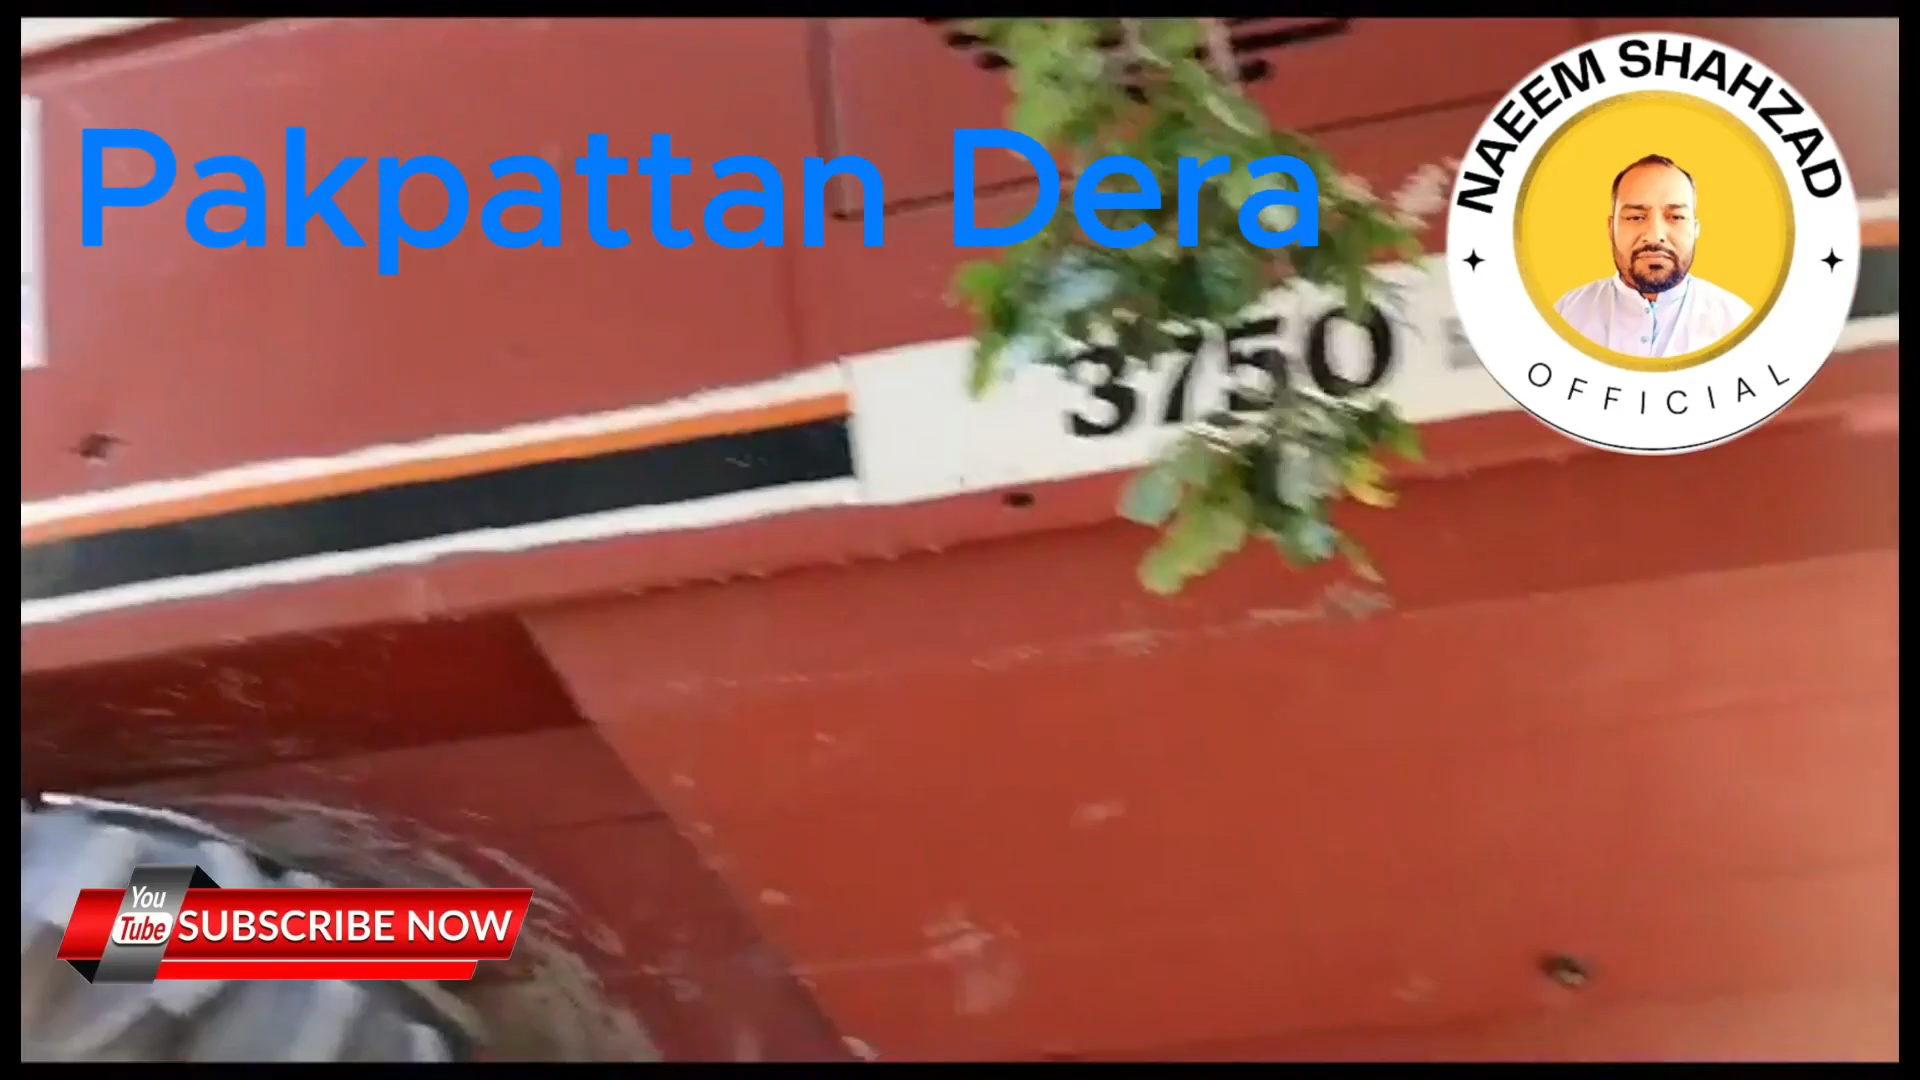 Pakpattan Dera
NAEEM SHAHZAD
OFFICIAL
3750
You
Tube
SUBSCRIBE NOW